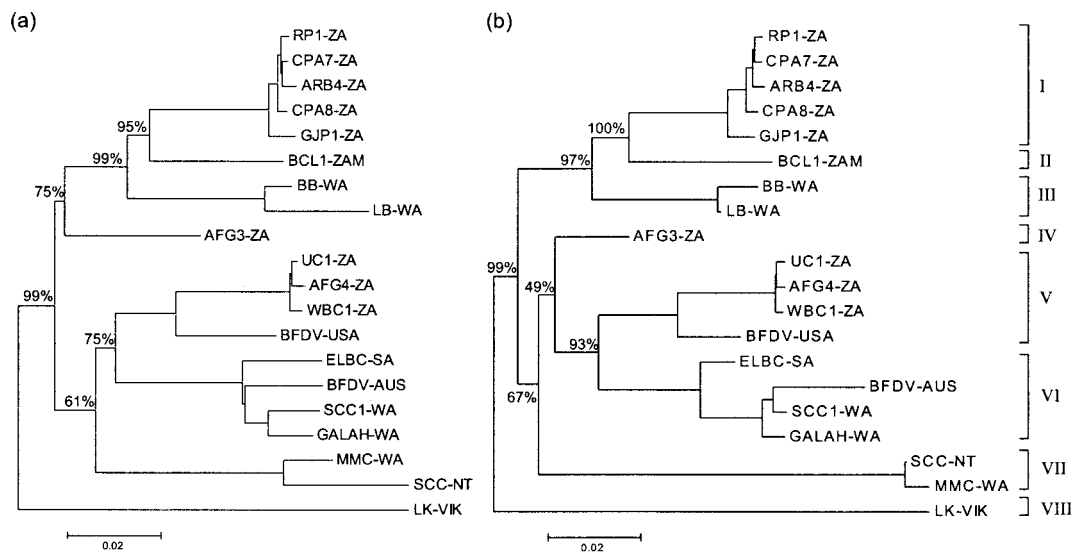 (a)
RP1-ZA
CPA7-ZA
ARB4-ZA
CPA8-ZA
GJP1-ZA
BCL1-ZAM
BB-WA
LB-WA
AFG3-ZA
UC1-ZA
AFG4-ZA
WBC1-ZA
BFDV-USA
ELBC-SA
BFDV-AUS
SCC1-WA
GALAH-WA
MMC-WA
SCC-NT
LK-VIK
95%
99%
75%
99%
75%
61%
0.02
(b)
RP1-ZA
CPA7-ZA
ARB4-ZA
CPA8-ZA
GJP1-ZA
BCL1-ZAM
BB-WA
LB-WA
AFG3-ZA
UC1-ZA
AFG4-ZA
WBC1-ZA
BFDV-USA
ELBC-SA
BFDV-AUS
SCC1-WA
GALAH-WA
SCC-NT
MMC-WA
LK-VIK
100%
97%
99%
49%
93%
67%
0.02
I
II
III
IV
V
VI
VII
VIII